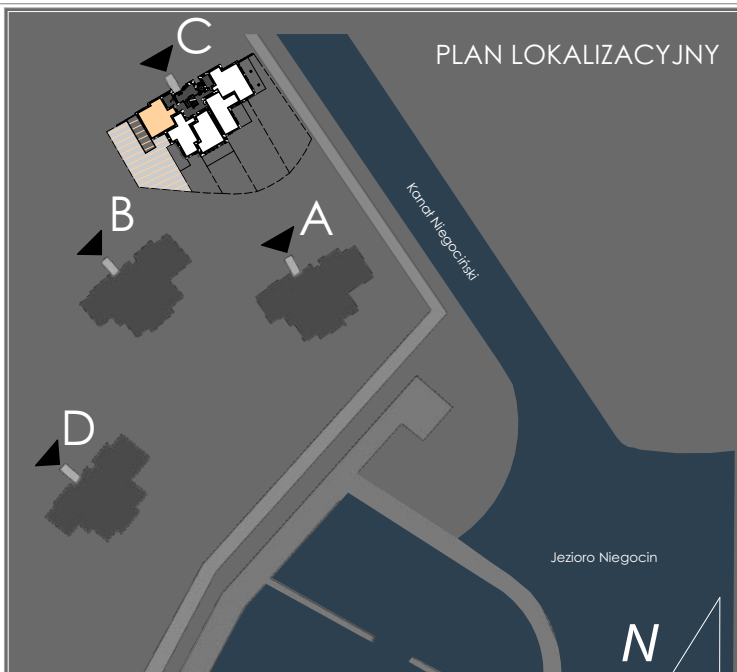 PLAN LOKALIZACYJNY
C
B
A
Kanał Niegociński
D
Jezioro Niegocin
N